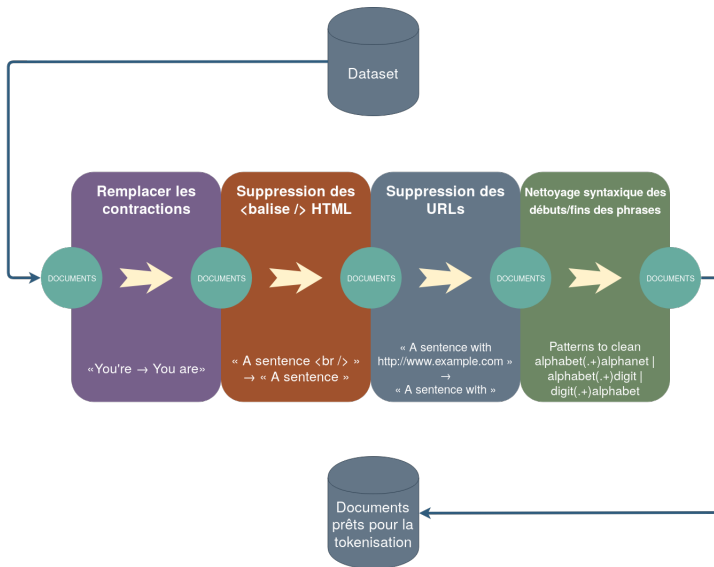 Dataset
Remplacer les
contractions
Suppression des
<balise /> HTML
Suppression des
URLs
Nettoyage syntaxique des
débuts/fins des phrases
DOCUMENTS
DOCUMENTS
DOCUMENTS
DOCUMENTS
DOCUMENTS
«You're → You are»
« A sentence <br /> »
→ « A sentence »
« A sentence with
http://www.example.com »
→
« A sentence with »
Patterns to clean
alphabet(.+)alphanet |
alphabet(.+)digit |
digit(.+)alphabet
Documents
prêts pour la
tokenisation